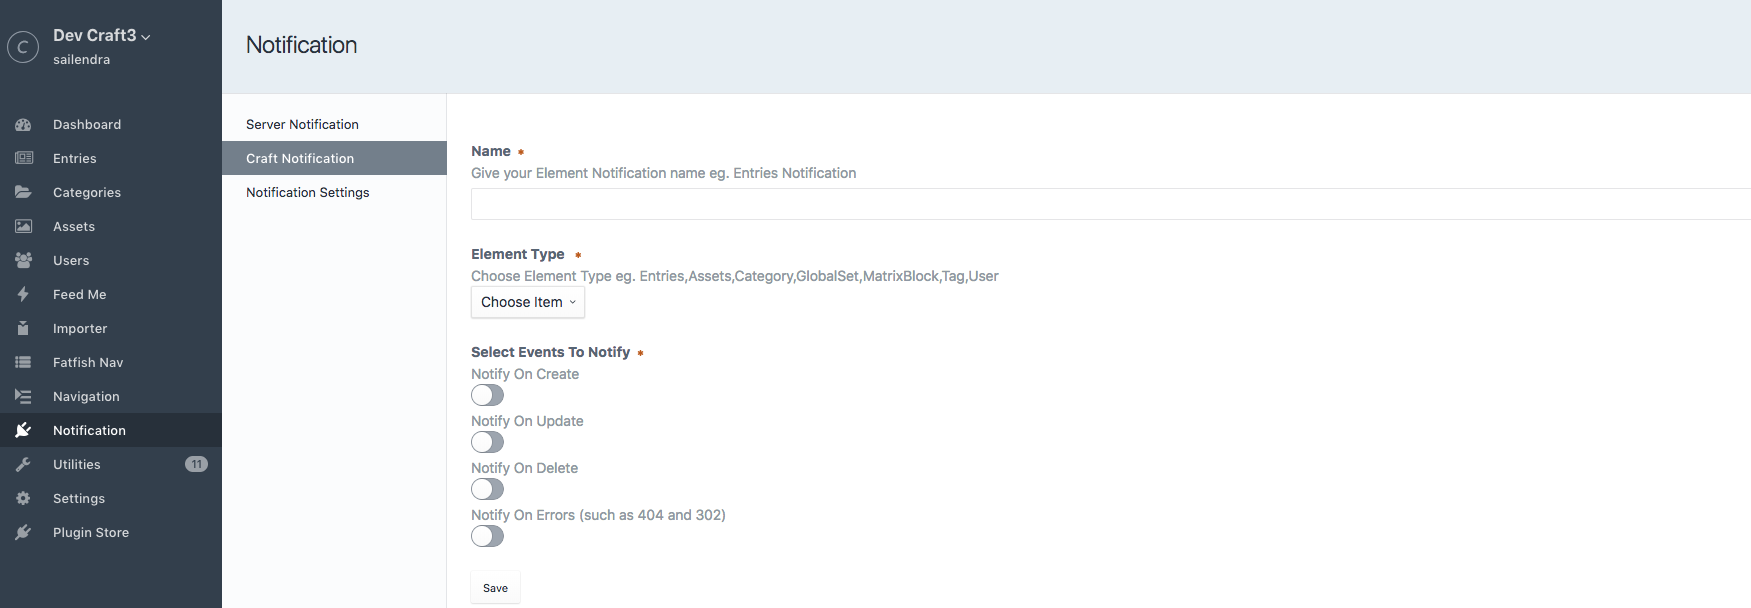 C
Dev Craft3
sailendra
Dashboard
Entries
Categories
Assets
Users
Feed Me
Importer
Fatfish Nav
Navigation
Notification
Utilities 11
Settings
Plugin Store
Notification
Server Notification
Craft Notification
Notification Settings
Name *
Give your Element Notification name eg. Entries Notification
Element Type *
Choose Element Type eg. Entries,Assets,Category,GlobalSet,MatrixBlock,Tag,User
Choose Item
Select Events To Notify *
Notify On Create
Notify On Update
Notify On Delete
Notify On Errors (such as 404 and 302)
Save